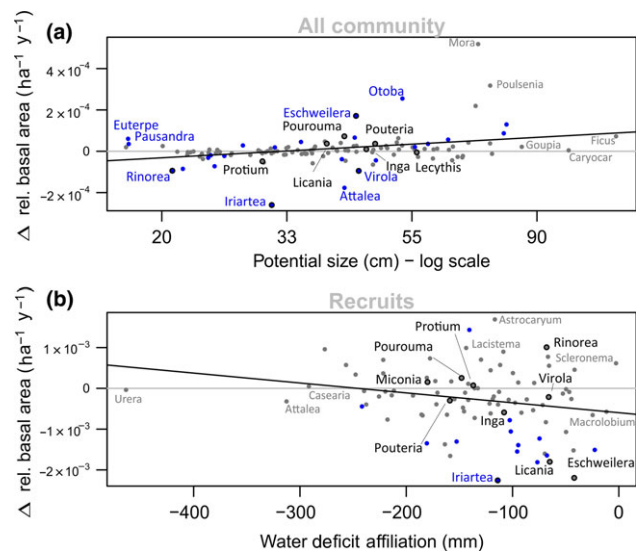 All community
(a)
Δ rel. basal area (ha⁻¹ y⁻¹)
4 × 10⁻⁴
2 × 10⁻⁴
0
−2 × 10⁻⁴
Mora
Poulsenia
Otoba
Eschweilera
Euterpe
Pourouma
Pausandra
Pouteria
Ficus
Goupia
Caryocar
Rinorea
Protium
Licania
Inga
Lecythis
Virola
Attalea
Iriartea
20
33
55
90
Potential size (cm) − log scale
Recruits
(b)
Δ rel. basal area (ha⁻¹ y⁻¹)
1 × 10⁻³
0
−1 × 10⁻³
−2 × 10⁻³
Astrocaryum
Protium
Lacistema
Rinorea
Pourouma
Scleronema
Miconia
Virola
Urera
Casearia
Attalea
Inga
Macrolobium
Pouteria
Licania
Eschweilera
Iriartea
−400
−300
−200
−100
0
Water deficit affiliation (mm)